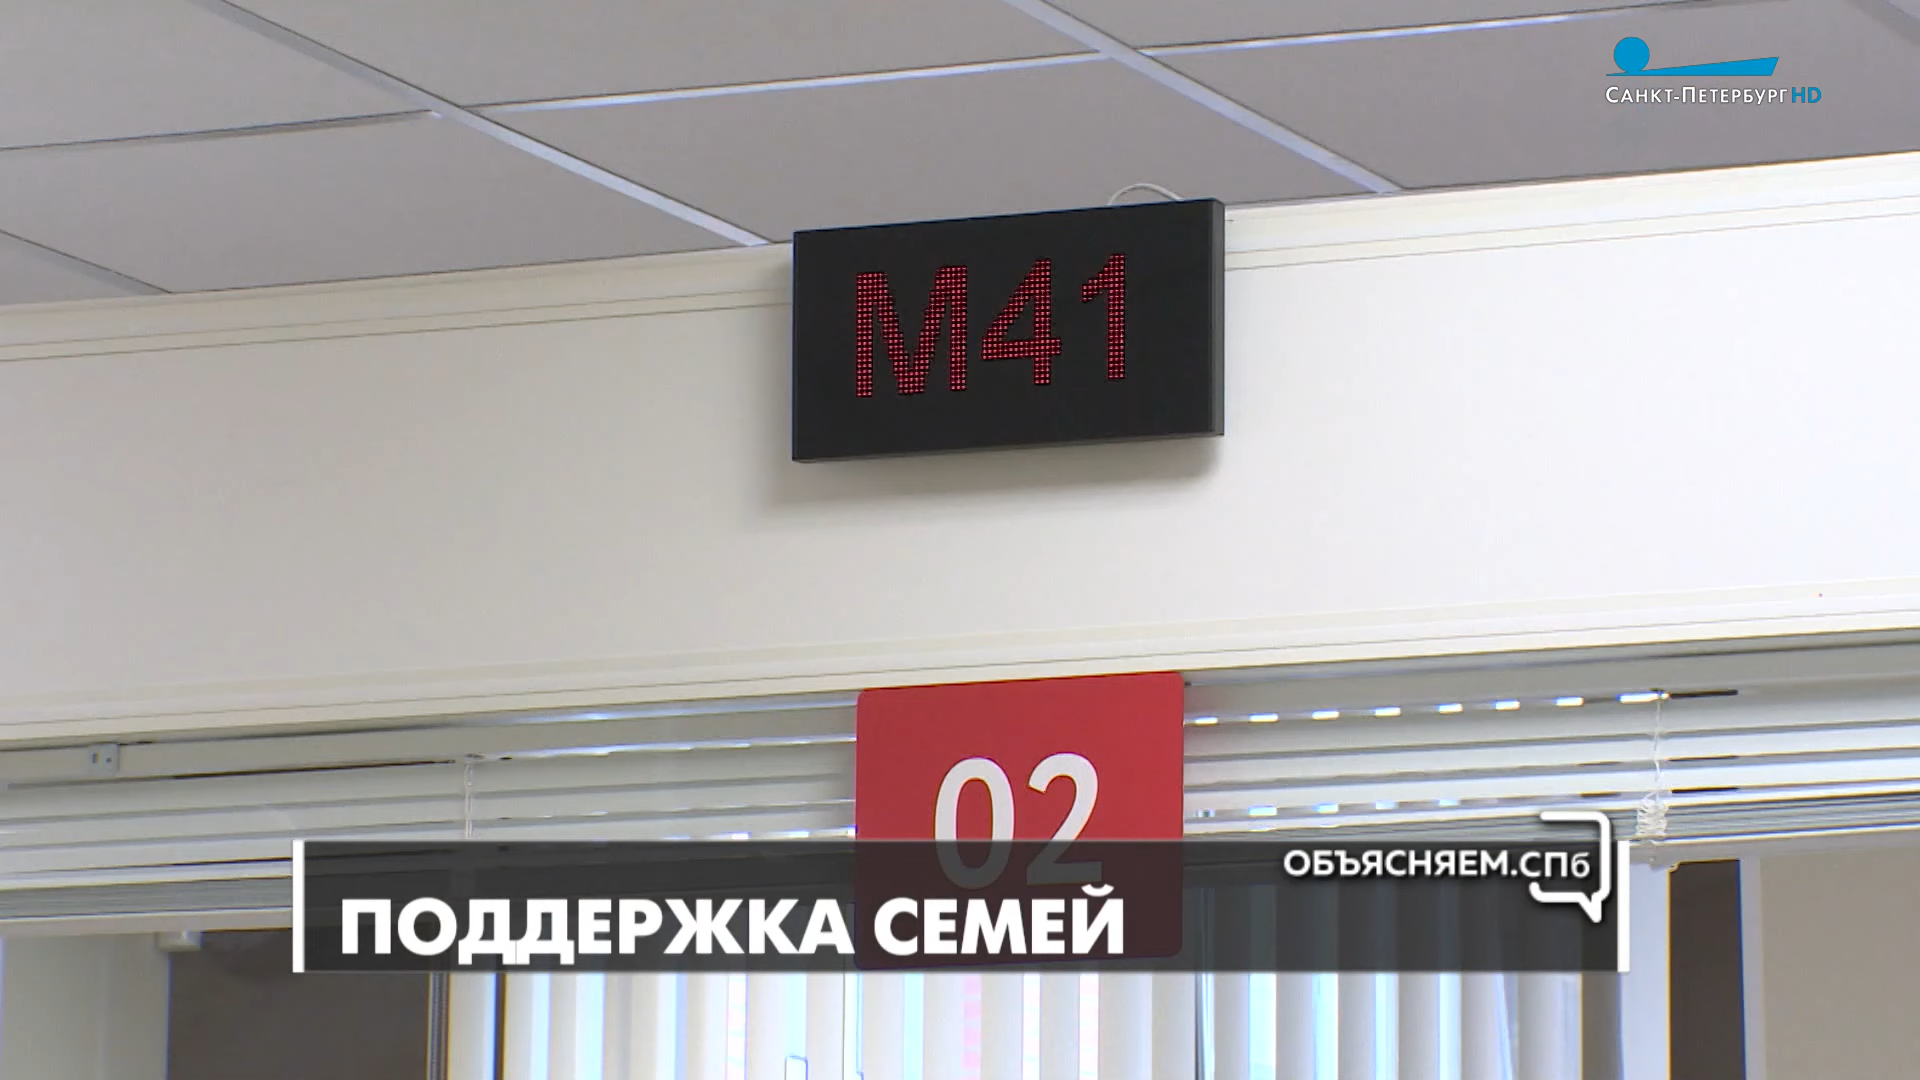 САНКТ-ПЕТЕРБУРГ HD
М41
02
ОБЪЯСНЯЕМ.СПб
ПОДДЕРЖКА СЕМЕЙ